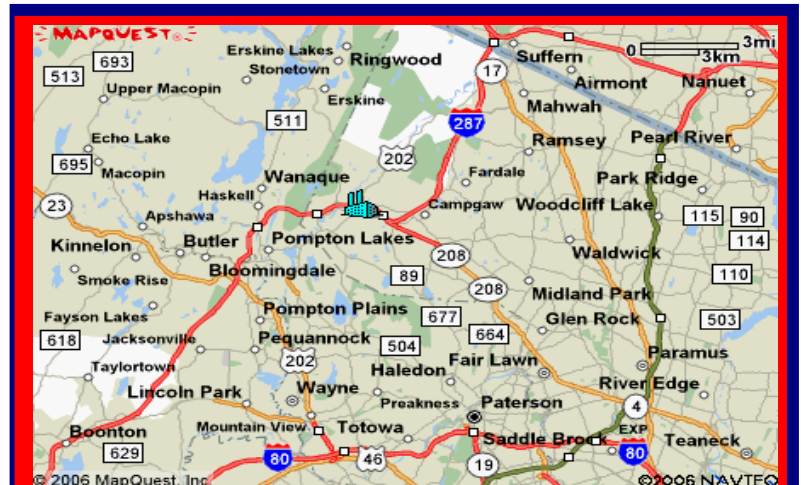 MAPQUEST®
0 3mi
3km
Erskine Lakes
Ringwood
17
Suffern
693
513
Stonetown
Airmont
Nanuet
Upper Macopin
Erskine
Mahwah
511
287
Echo Lake
202
Ramsey
Pearl River
695
Macopin
Wanaque
Fardale
Park Ridge
Haskell
Campgaw
Woodcliff Lake
23
Apshawa
115
90
Kinnelon
Butler
Pompton Lakes
208
Waldwick
114
Smoke Rise
Bloomingdale
89
208
110
Midland Park
Fayson Lakes
Pompton Plains
677
Glen Rock
503
618
Jacksonville
Pequannock
504
664
Taylortown
202
Haledon
Fair Lawn
Paramus
Lincoln Park
Wayne
Preakness
Paterson
River Edge
4
Mountain View
Totowa
Saddle Brook
EXP
Teaneck
Boonton
629
80
46
19
80
© 2006 MapQuest, Inc
©2006 NAVTEQ